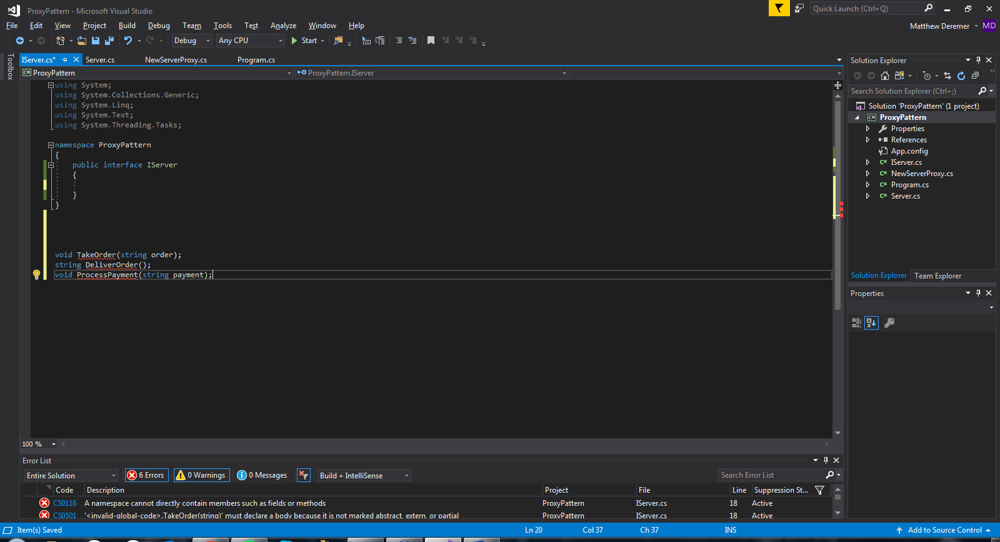 ProxyPattern - Microsoft Visual Studio
Quick Launch (Ctrl+Q)
File Edit View Project Build Debug Team Tools Test Analyze Window Help
Matthew Deremer MD
Debug Any CPU Start
Toolbox
IServer.cs* Server.cs NewServerProxy.cs Program.cs
C# ProxyPattern ProxyPattern.IServer
using System;
using System.Collections.Generic;
using System.Linq;
using System.Text;
using System.Threading.Tasks;
namespace ProxyPattern
{
public interface IServer
{
}
}
void TakeOrder(string order);
string DeliverOrder();
void ProcessPayment(string payment);
100 %
Solution Explorer
Search Solution Explorer (Ctrl+;)
Solution 'ProxyPattern' (1 project)
C# ProxyPattern
Properties
References
App.config
C# IServer.cs
C# NewServerProxy.cs
C# Program.cs
C# Server.cs
Solution Explorer Team Explorer
Properties
Error List
Entire Solution 6 Errors 0 Warnings 0 Messages Build + IntelliSense Search Error List
Code Description Project File Line Suppression St...
CS0116 A namespace cannot directly contain members such as fields or methods ProxyPattern IServer.cs 18 Active
CS0501 '<invalid-global-code>.TakeOrder(string)' must declare a body because it is not marked abstract, extern, or partial ProxyPattern IServer.cs 18 Active
Item(s) Saved Ln 20 Col 37 Ch 37 INS Add to Source Control